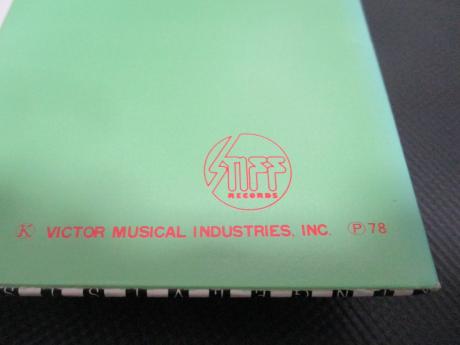 STIFF
RECORDS
Ⓚ VICTOR MUSICAL INDUSTRIES, INC. Ⓟ78